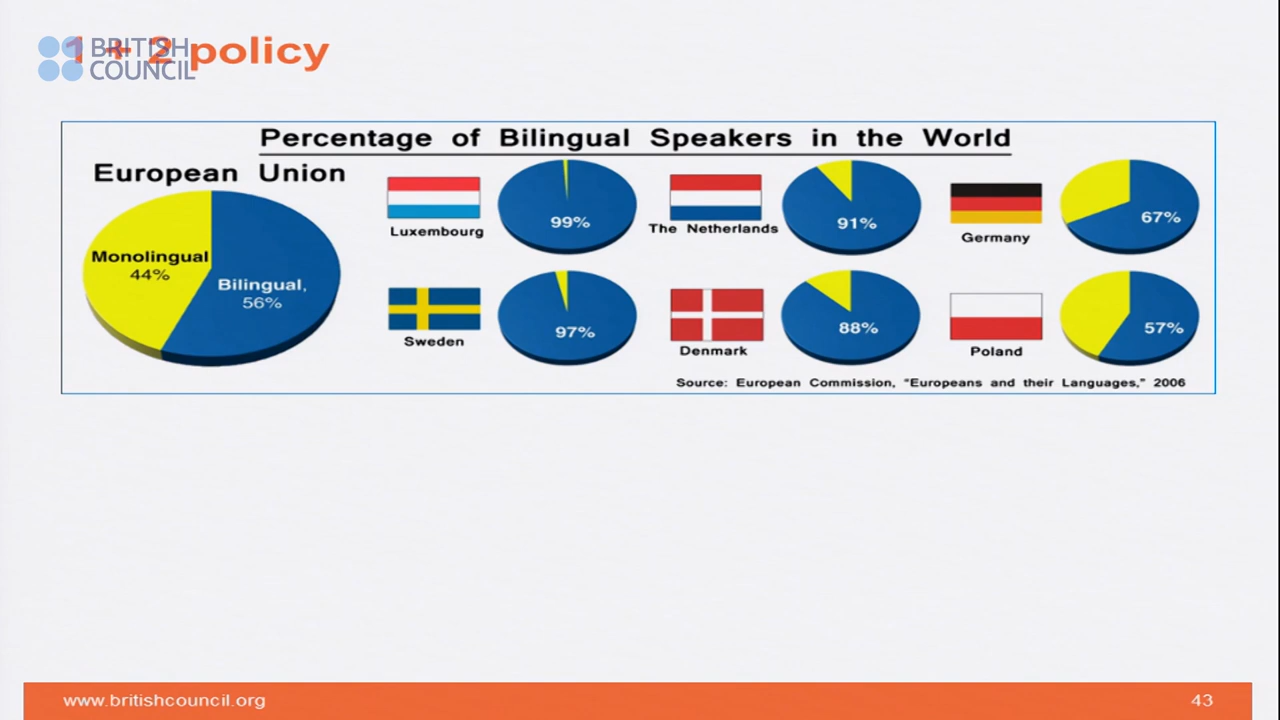 BRITISH
COUNCIL
1 + 2 policy
Percentage of Bilingual Speakers in the World
European Union
Monolingual
44%
Bilingual,
56%
Luxembourg
99%
The Netherlands
91%
Germany
67%
Sweden
97%
Denmark
88%
Poland
57%
Source: European Commission, "Europeans and their Languages," 2006
www.britishcouncil.org
43